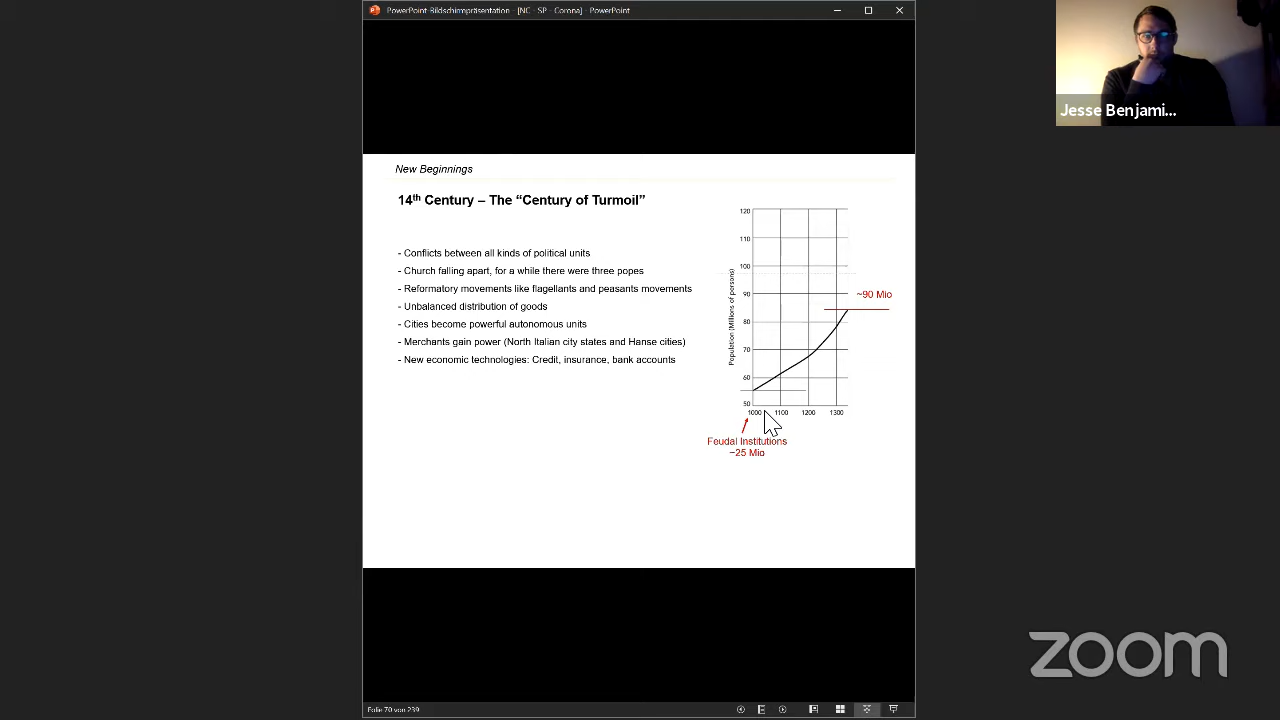 PowerPoint-Bildschirmpräsentation - [NC - SP - Corona] - PowerPoint
Jesse Benjami...
New Beginnings
14th Century – The “Century of Turmoil”
- Conflicts between all kinds of political units
- Church falling apart, for a while there were three popes
- Reformatory movements like flagellants and peasants movements
- Unbalanced distribution of goods
- Cities become powerful autonomous units
- Merchants gain power (North Italian city states and Hanse cities)
- New economic technologies: Credit, insurance, bank accounts
Population (Millions of persons)
120
110
100
90
80
70
60
50
1000 1100 1200 1300
~90 Mio
Feudal Institutions
~25 Mio
zoom
Folie 70 von 239